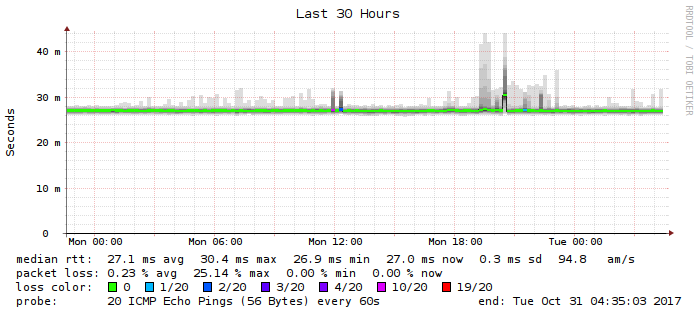 Last 30 Hours
RRDTOOL / TOBI OETIKER
Seconds
40 m
30 m
20 m
10 m
0
Mon 00:00 Mon 06:00 Mon 12:00 Mon 18:00 Tue 00:00
median rtt: 27.1 ms avg 30.4 ms max 26.9 ms min 27.0 ms now 0.3 ms sd 94.8 am/s
packet loss: 0.23 % avg 25.14 % max 0.00 % min 0.00 % now
loss color: 0 1/20 2/20 3/20 4/20 10/20 19/20
probe: 20 ICMP Echo Pings (56 Bytes) every 60s end: Tue Oct 31 04:35:03 2017